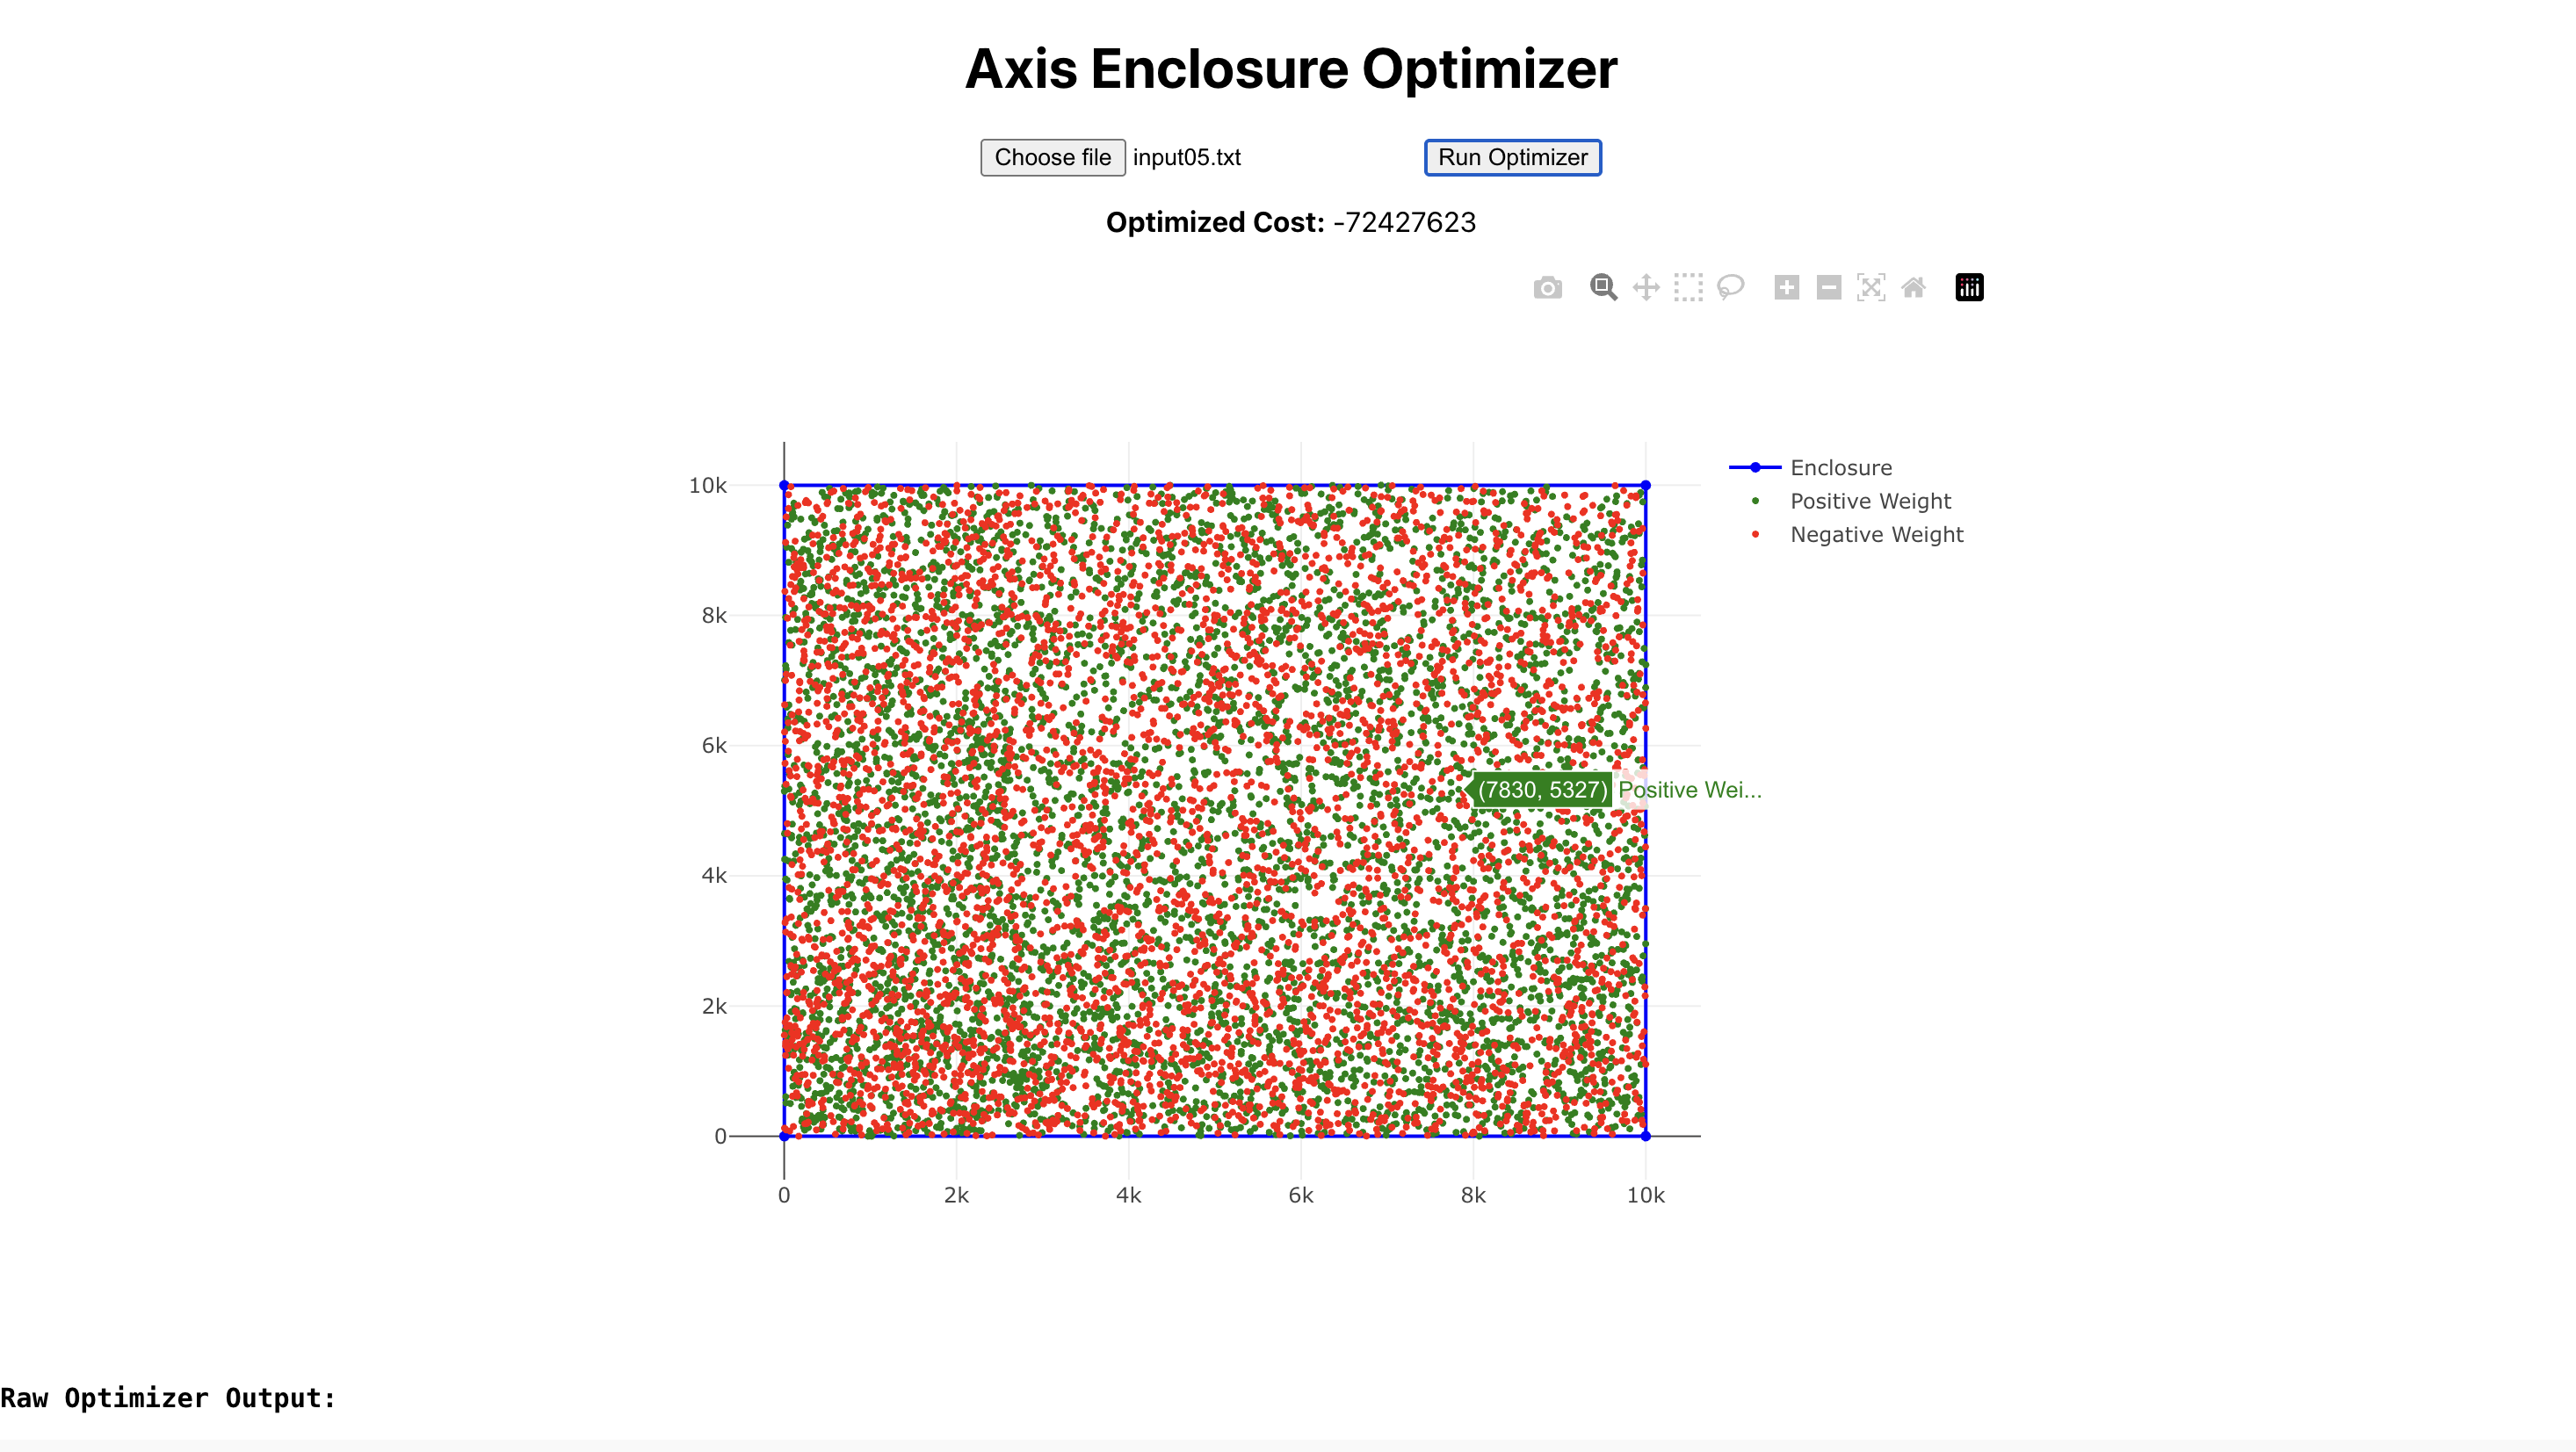 Axis Enclosure Optimizer
Choose file input05.txt Run Optimizer
Optimized Cost: -72427623
Enclosure
Positive Weight
Negative Weight
10k
8k
6k
(7830, 5327) Positive Wei...
4k
2k
0
0 2k 4k 6k 8k 10k
Raw Optimizer Output: